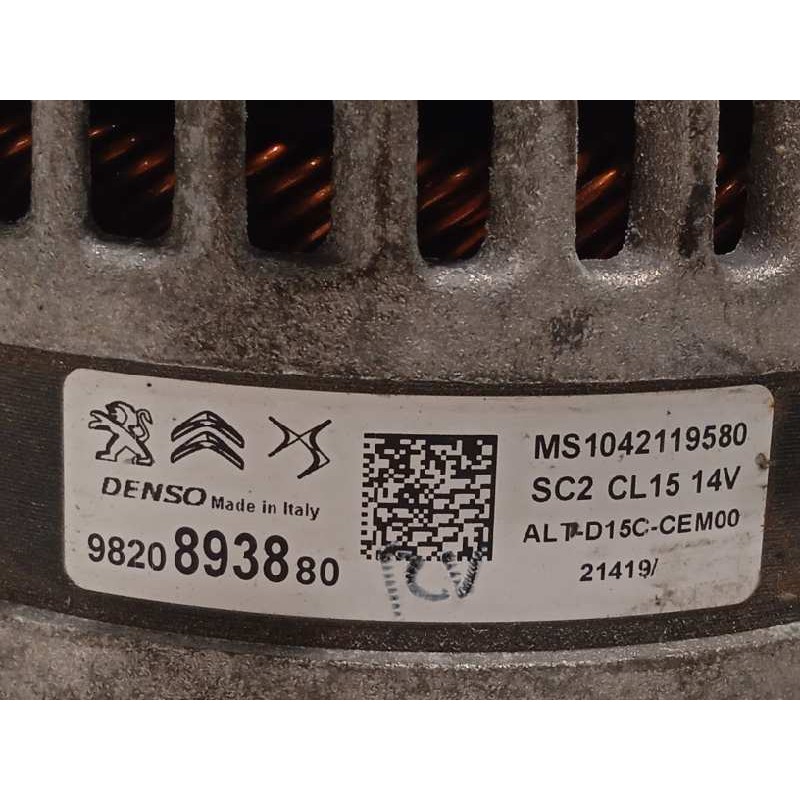 DENSO Made in Italy
9820893880
MS1042119580
SC2 CL15 14V
ALT-D15C-CEM00
21419/